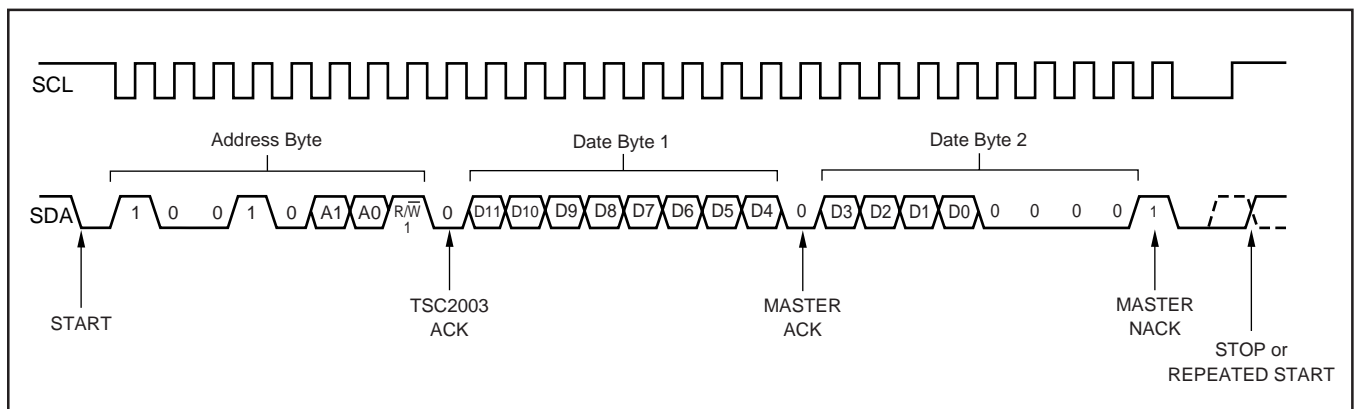 SCL
Address Byte
Date Byte 1
Date Byte 2
SDA
1 0 0 1 0 A1 A0 R/W̅ 1 0 D11 D10 D9 D8 D7 D6 D5 D4 0 D3 D2 D1 D0 0 0 0 0 1
START
TSC2003
ACK
MASTER
ACK
MASTER
NACK
STOP or
REPEATED START